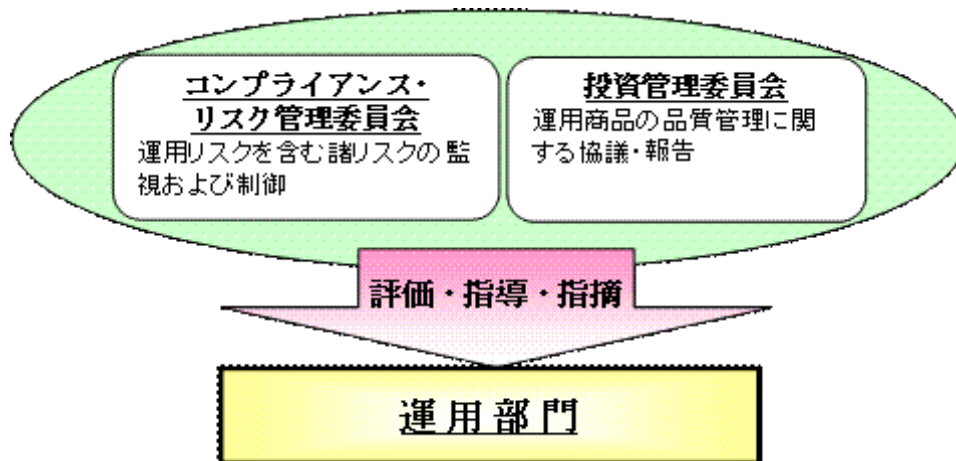 コンプライアンス・
リスク管理委員会
運用リスクを含む諸リスクの監
視および制御
投資管理委員会
運用商品の品質管理に関
する協議・報告
評価・指導・指摘
運用部門